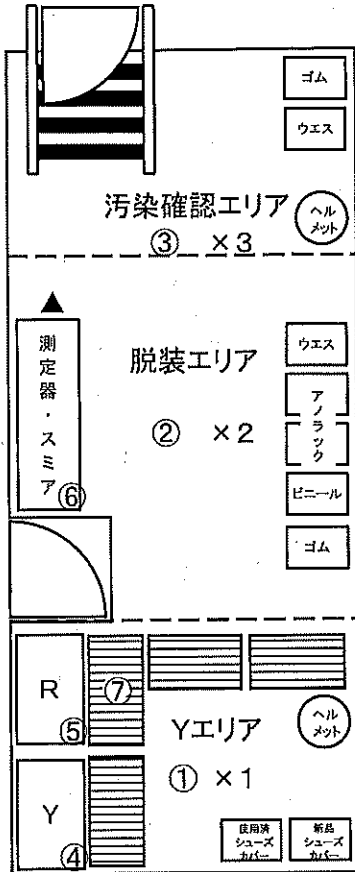 ゴム
ウエス
汚染確認エリア
ヘル
メット
③ ×3
▲
測定器・スミア
⑥
脱装エリア
② ×2
ウエス
アノラック
ビニール
ゴム
R
⑤
⑦
Yエリア
ヘル
メット
① ×1
Y
④
使用済
シューズ
カバー
新品
シューズ
カバー